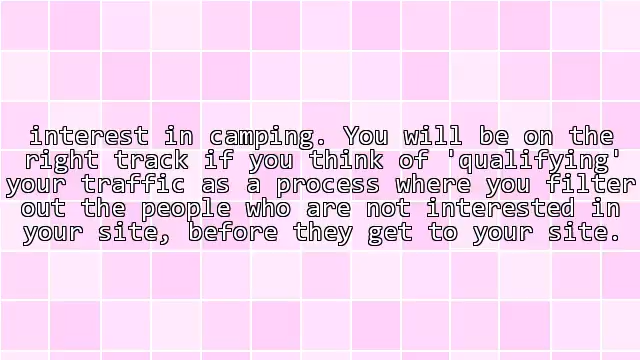 interest in camping. You will be on the
right track if you think of 'qualifying'
your traffic as a process where you filter
out the people who are not interested in
your site, before they get to your site.